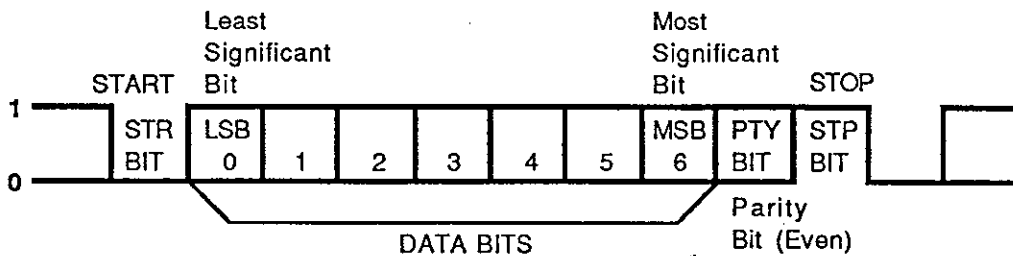 Least
Significant
Bit
Most
Significant
Bit
START
STOP
1
0
STR
BIT
LSB
0
1
2
3
4
5
MSB
6
PTY
BIT
STP
BIT
DATA BITS
Parity
Bit (Even)